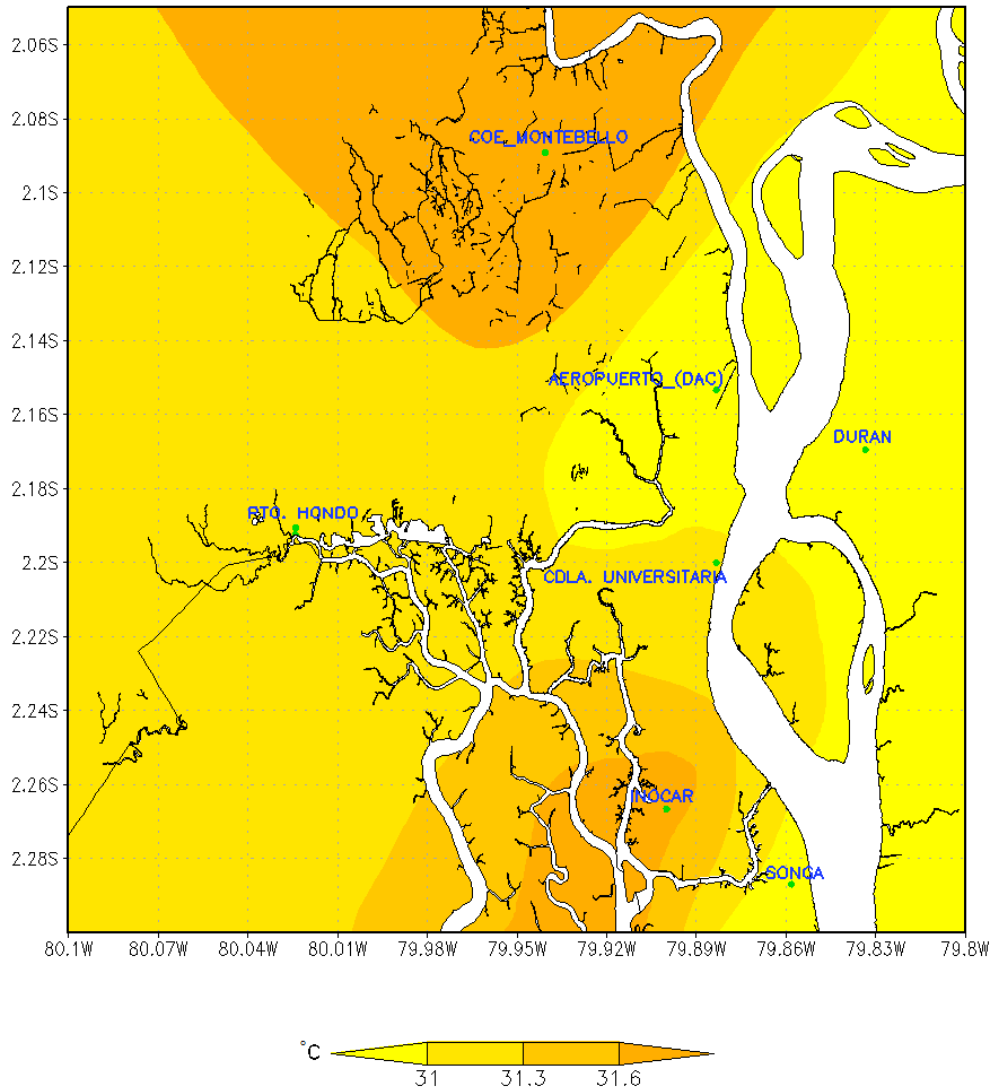 2.06S
2.08S
COE_MONTEBELLO
2.1S
2.12S
2.14S
AEROPUERTO_(DAC)
2.16S
DURAN
2.18S
PTO. HONDO
2.2S
CDLA. UNIVERSITARIA
2.22S
2.24S
2.26S
INOCAR
2.28S
SONGA
80.1W 80.07W 80.04W 80.01W 79.98W 79.95W 79.92W 79.89W 79.86W 79.83W 79.8W
°C
31 31.3 31.6